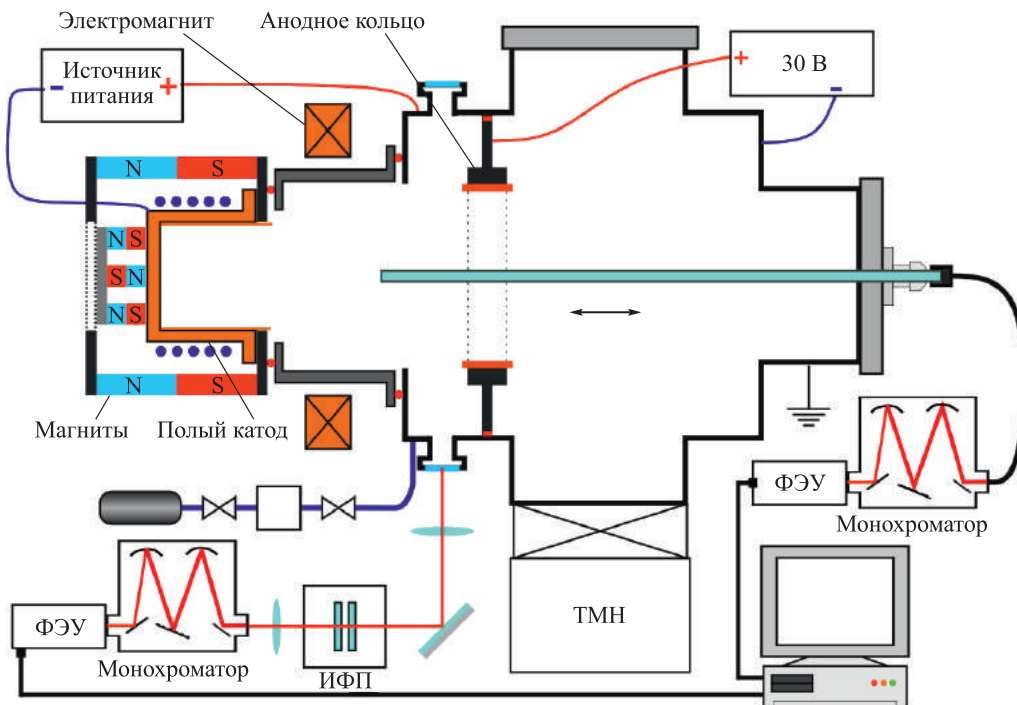 Электромагнит
Анодное кольцо
Источник
питания
-
+
+
30 В
-
N S
N S
S N
N S
N S
Магниты
Полый катод
ФЭУ
Монохроматор
ФЭУ
Монохроматор
ИФП
ТМН